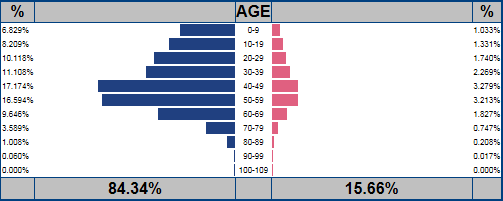 % AGE %
6.829% 0-9 1.033%
8.209% 10-19 1.331%
10.118% 20-29 1.740%
11.108% 30-39 2.269%
17.174% 40-49 3.279%
16.594% 50-59 3.213%
9.646% 60-69 1.827%
3.589% 70-79 0.747%
1.008% 80-89 0.208%
0.060% 90-99 0.017%
0.000% 100-109 0.000%
84.34% 15.66%